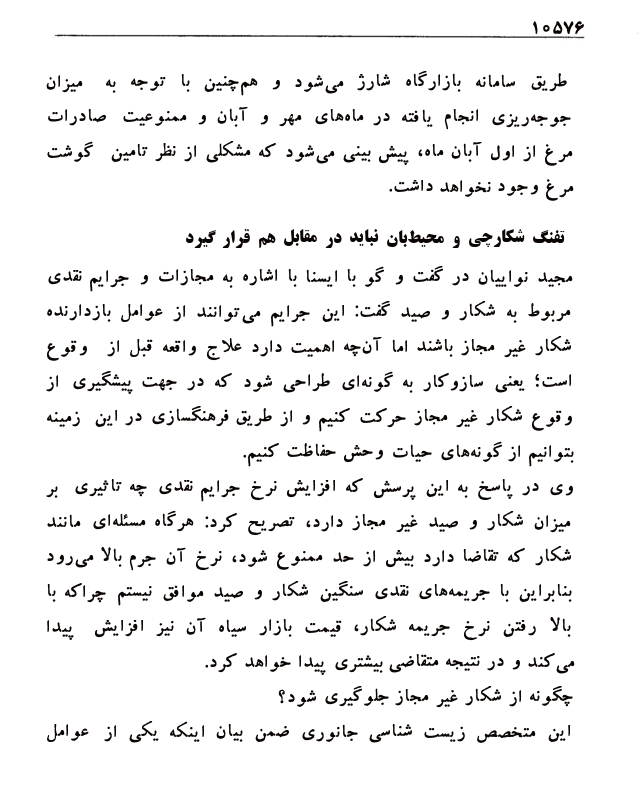 ۱۰۵۷۶
طریق سامانه بازارگاه شارژ می‌شود و هم‌چنین با توجه به میزان
جوجه‌ریزی انجام یافته در ماه‌های مهر و آبان و ممنوعیت صادرات
مرغ از اول آبان ماه، پیش بینی می‌شود که مشکلی از نظر تامین گوشت
مرغ وجود نخواهد داشت.
تفنگ شکارچی و محیط‌بان نباید در مقابل هم قرار گیرد
مجید نواییان در گفت و گو با ایسنا با اشاره به مجازات و جرایم نقدی
مربوط به شکار و صید گفت: این جرایم می‌توانند از عوامل بازدارنده
شکار غیر مجاز باشند اما آن‌چه اهمیت دارد علاج واقعه قبل از وقوع
است؛ یعنی سازوکار به گونه‌ای طراحی شود که در جهت پیشگیری از
وقوع شکار غیر مجاز حرکت کنیم و از طریق فرهنگسازی در این زمینه
بتوانیم از گونه‌های حیات وحش حفاظت کنیم.
وی در پاسخ به این پرسش که افزایش نرخ جرایم نقدی چه تاثیری بر
میزان شکار و صید غیر مجاز دارد، تصریح کرد: هرگاه مسئله‌ای مانند
شکار که تقاضا دارد بیش از حد ممنوع شود، نرخ آن جرم بالا می‌رود
بنابراین با جریمه‌های نقدی سنگین شکار و صید موافق نیستم چراکه با
بالا رفتن نرخ جریمه شکار، قیمت بازار سیاه آن نیز افزایش پیدا
می‌کند و در نتیجه متقاضی بیشتری پیدا خواهد کرد.
چگونه از شکار غیر مجاز جلوگیری شود؟
این متخصص زیست شناسی جانوری ضمن بیان اینکه یکی از عوامل